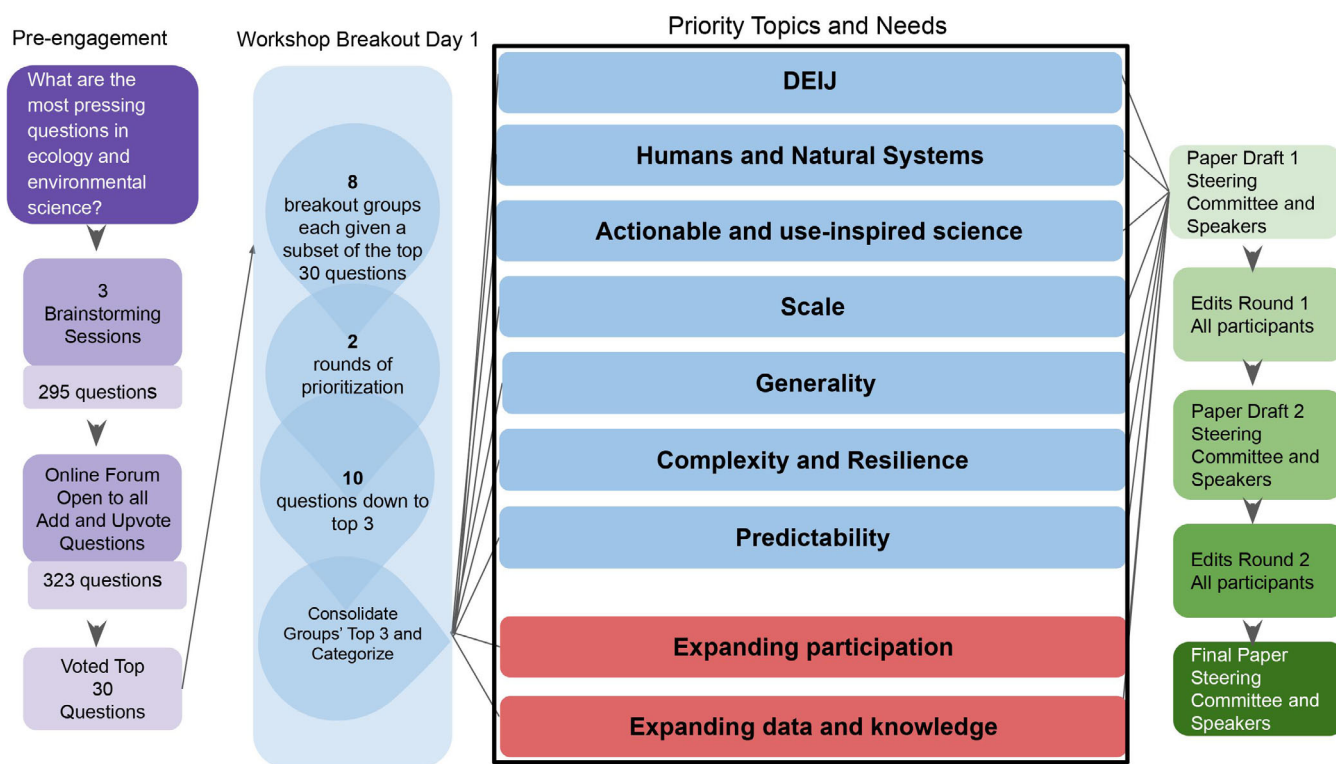 Pre-engagement
What are the
most pressing
questions in
ecology and
environmental
science?
3
Brainstorming
Sessions
295 questions
Online Forum
Open to all
Add and Upvote
Questions
323 questions
Voted Top
30
Questions
Workshop Breakout Day 1
8
breakout groups
each given a
subset of the top
30 questions
2
rounds of
prioritization
10
questions down to
top 3
Consolidate
Groups' Top 3 and
Categorize
Priority Topics and Needs
DEIJ
Humans and Natural Systems
Actionable and use-inspired science
Scale
Generality
Complexity and Resilience
Predictability
Expanding participation
Expanding data and knowledge
Paper Draft 1
Steering
Committee and
Speakers
Edits Round 1
All participants
Paper Draft 2
Steering
Committee and
Speakers
Edits Round 2
All participants
Final Paper
Steering
Committee and
Speakers